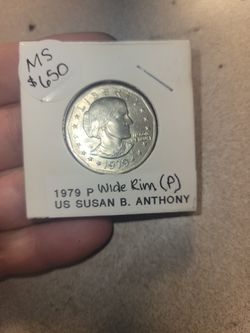 MS
$650
LIBERTY
1979
1979 P Wide Rim (P)
US SUSAN B. ANTHONY